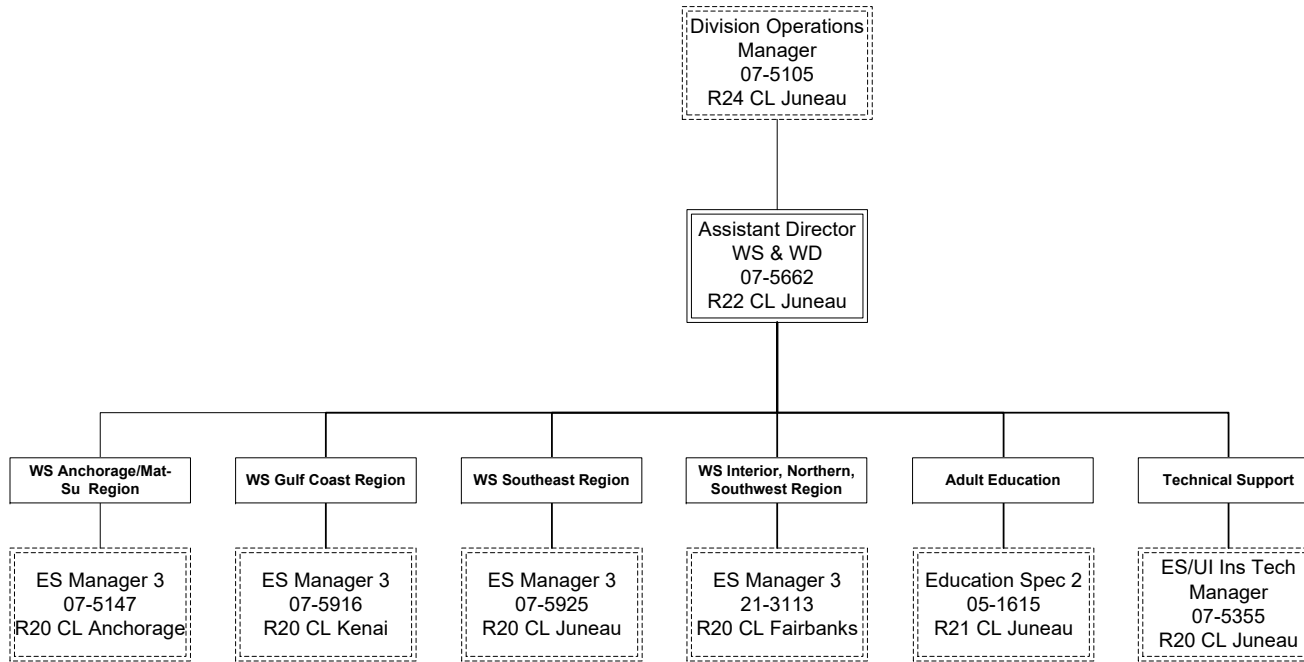 Division Operations
Manager
07-5105
R24 CL Juneau
Assistant Director
WS & WD
07-5662
R22 CL Juneau
WS Anchorage/Mat-
Su Region
WS Gulf Coast Region
WS Southeast Region
WS Interior, Northern,
Southwest Region
Adult Education
Technical Support
ES Manager 3
07-5147
R20 CL Anchorage
ES Manager 3
07-5916
R20 CL Kenai
ES Manager 3
07-5925
R20 CL Juneau
ES Manager 3
21-3113
R20 CL Fairbanks
Education Spec 2
05-1615
R21 CL Juneau
ES/UI Ins Tech
Manager
07-5355
R20 CL Juneau